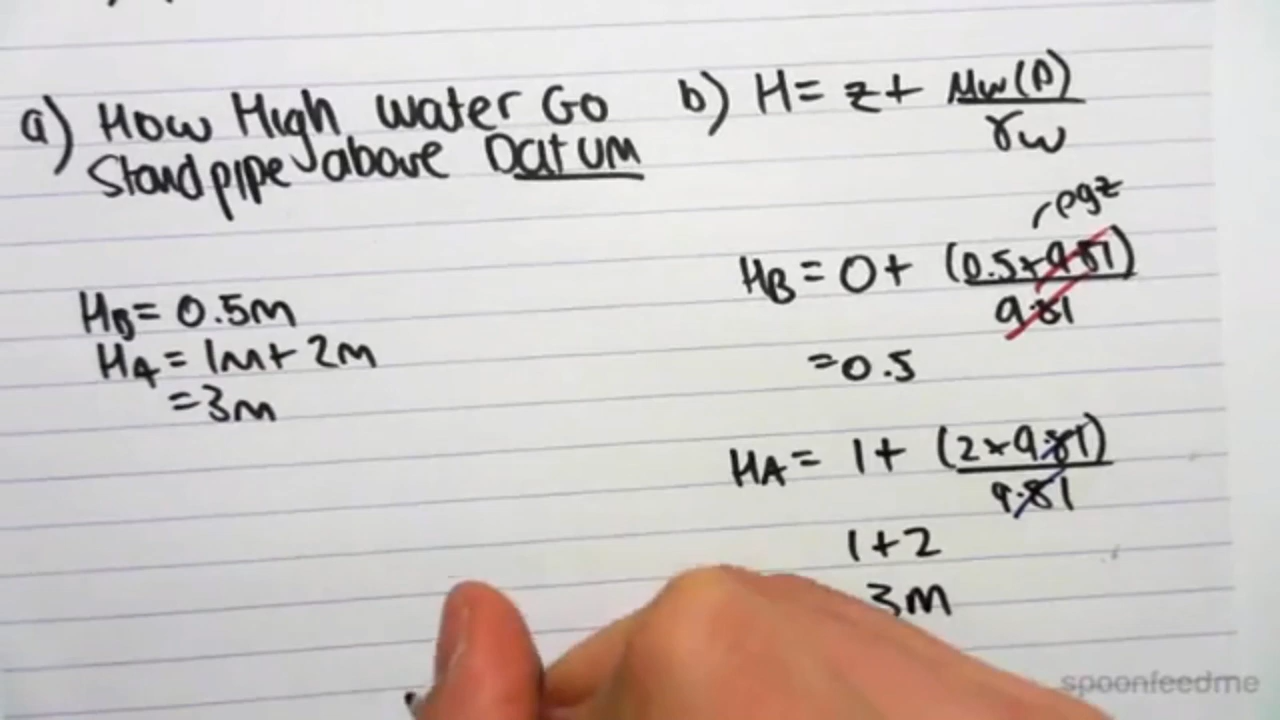 a) How High water Go
Standpipe above Datum
HB = 0.5m
HA = 1m + 2m
= 3m
b) H = z + μw(A)
γw
ρgz
HB = 0 + (0.5 × 9.81)
9.81
= 0.5
HA = 1 + (2 × 9.81)
9.81
1 + 2
3m
spoonfeedme